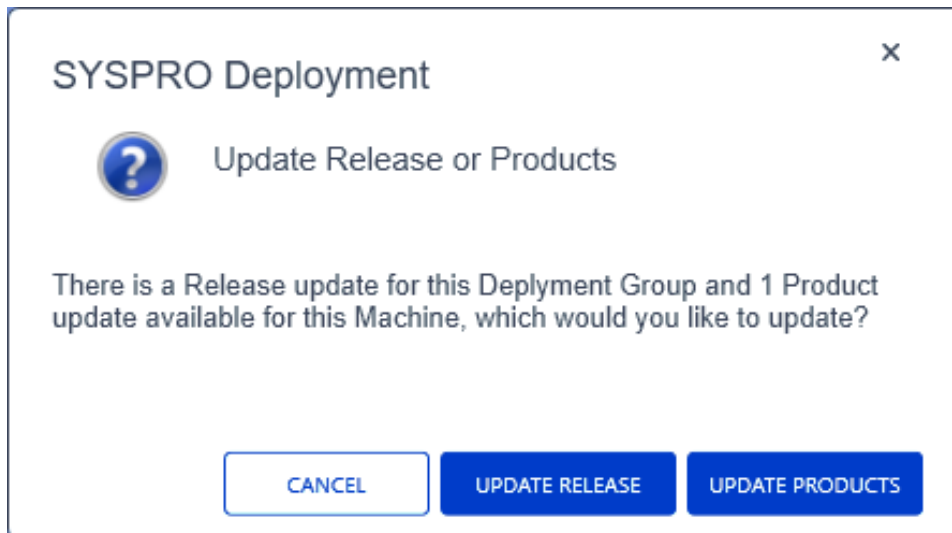 SYSPRO Deployment
Update Release or Products
There is a Release update for this Deplyment Group and 1 Product
update available for this Machine, which would you like to update?
CANCEL
UPDATE RELEASE
UPDATE PRODUCTS